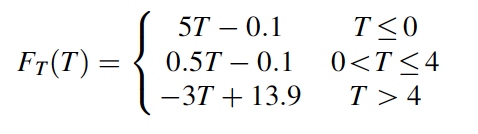 5T − 0.1 T ≤ 0
F_T(T) = { 0.5T − 0.1 0<T ≤ 4
−3T + 13.9 T > 4